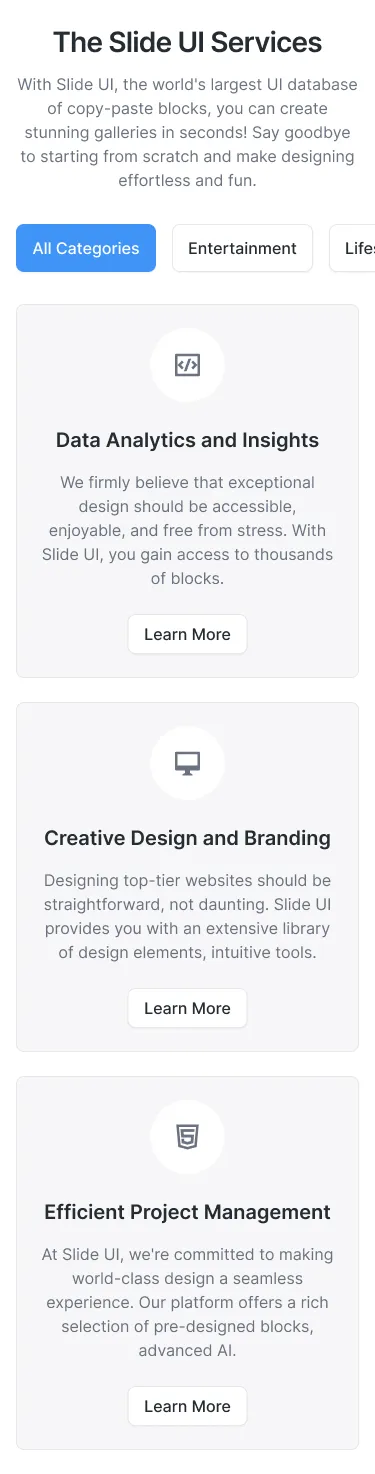 The Slide UI Services
With Slide UI, the world's largest UI database
of copy-paste blocks, you can create
stunning galleries in seconds! Say goodbye
to starting from scratch and make designing
effortless and fun.
All Categories
Entertainment
Data Analytics and Insights
We firmly believe that exceptional
design should be accessible,
enjoyable, and free from stress. With
Slide UI, you gain access to thousands
of blocks.
Learn More
Creative Design and Branding
Designing top-tier websites should be
straightforward, not daunting. Slide UI
provides you with an extensive library
of design elements, intuitive tools.
Learn More
Efficient Project Management
At Slide UI, we're committed to making
world-class design a seamless
experience. Our platform offers a rich
selection of pre-designed blocks,
advanced AI.
Learn More